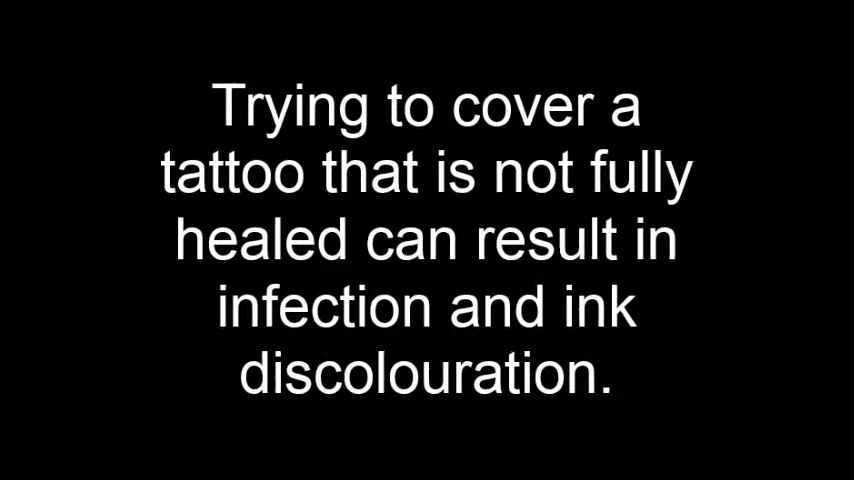 Trying to cover a
tattoo that is not fully
healed can result in
infection and ink
discolouration.